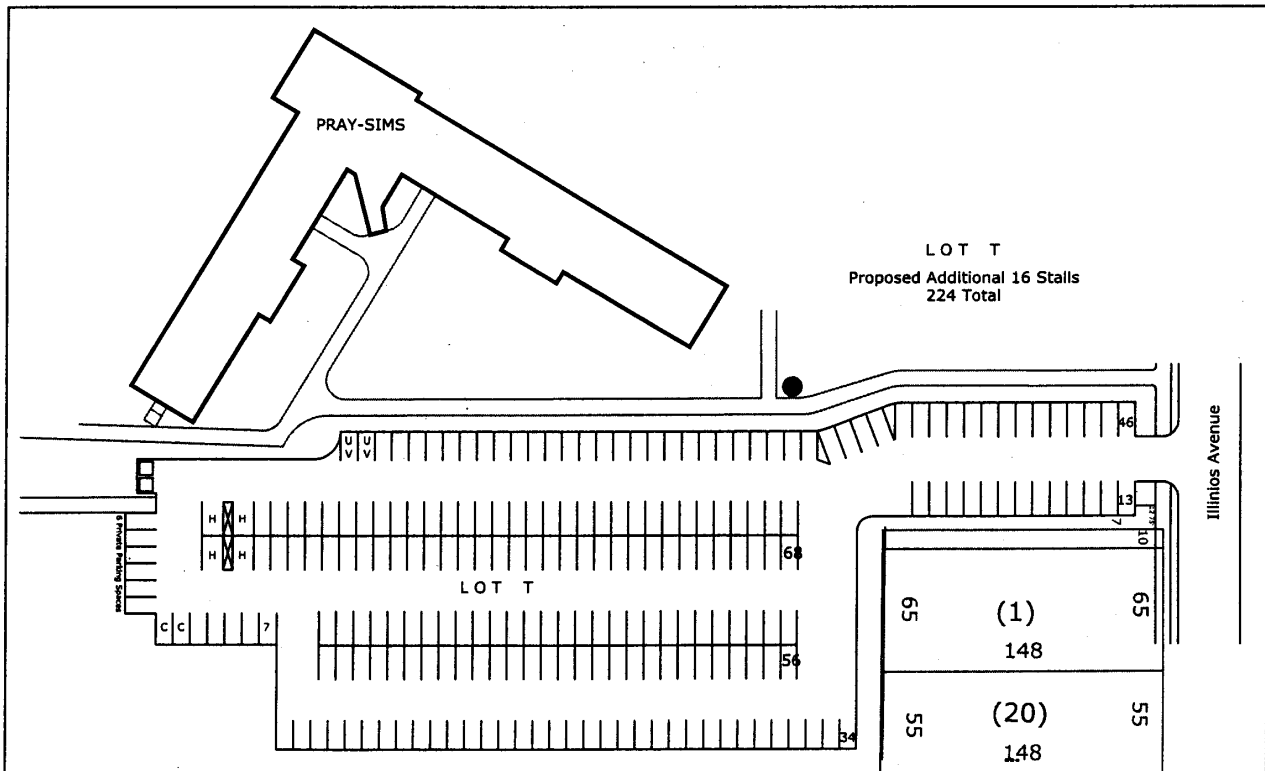 PRAY-SIMS
LOT T
Proposed Additional 16 Stalls
224 Total
Illinios Avenue
46
U V
U V
13
7
10
H H
H H
68
6 Private Parking Spaces
LOT T
C C
7
56
34
65
(1)
65
148
55
(20)
55
148